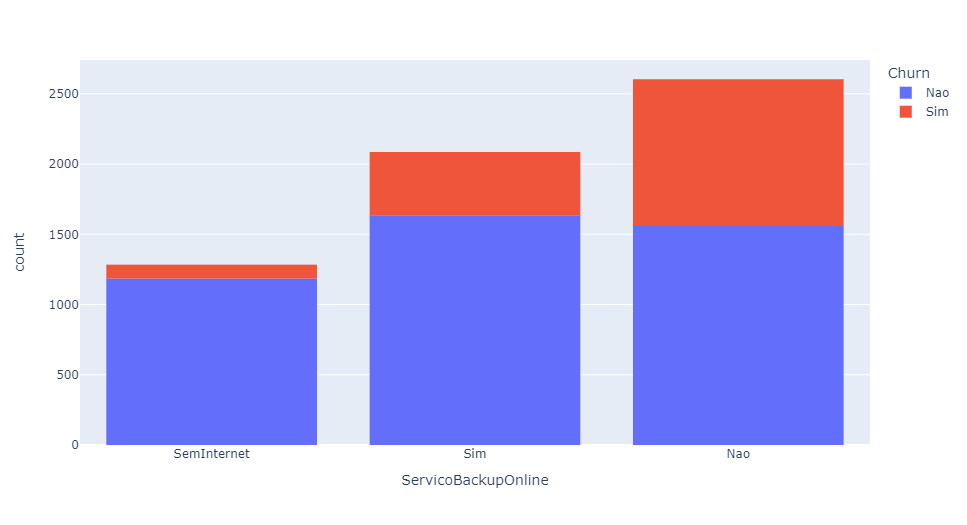 Churn
Nao
Sim
count
2500
2000
1500
1000
500
0
SemInternet
Sim
Nao
ServicoBackupOnline